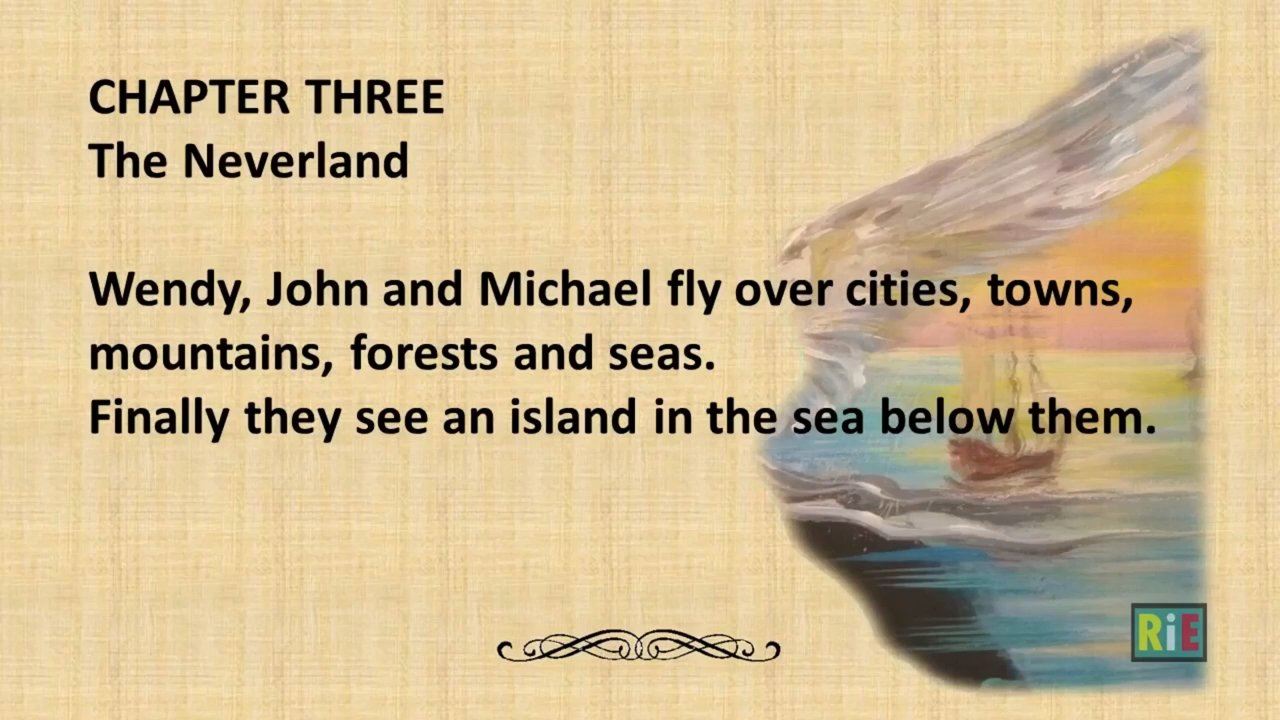 CHAPTER THREE
The Neverland
Wendy, John and Michael fly over cities, towns,
mountains, forests and seas.
Finally they see an island in the sea below them.
RiE